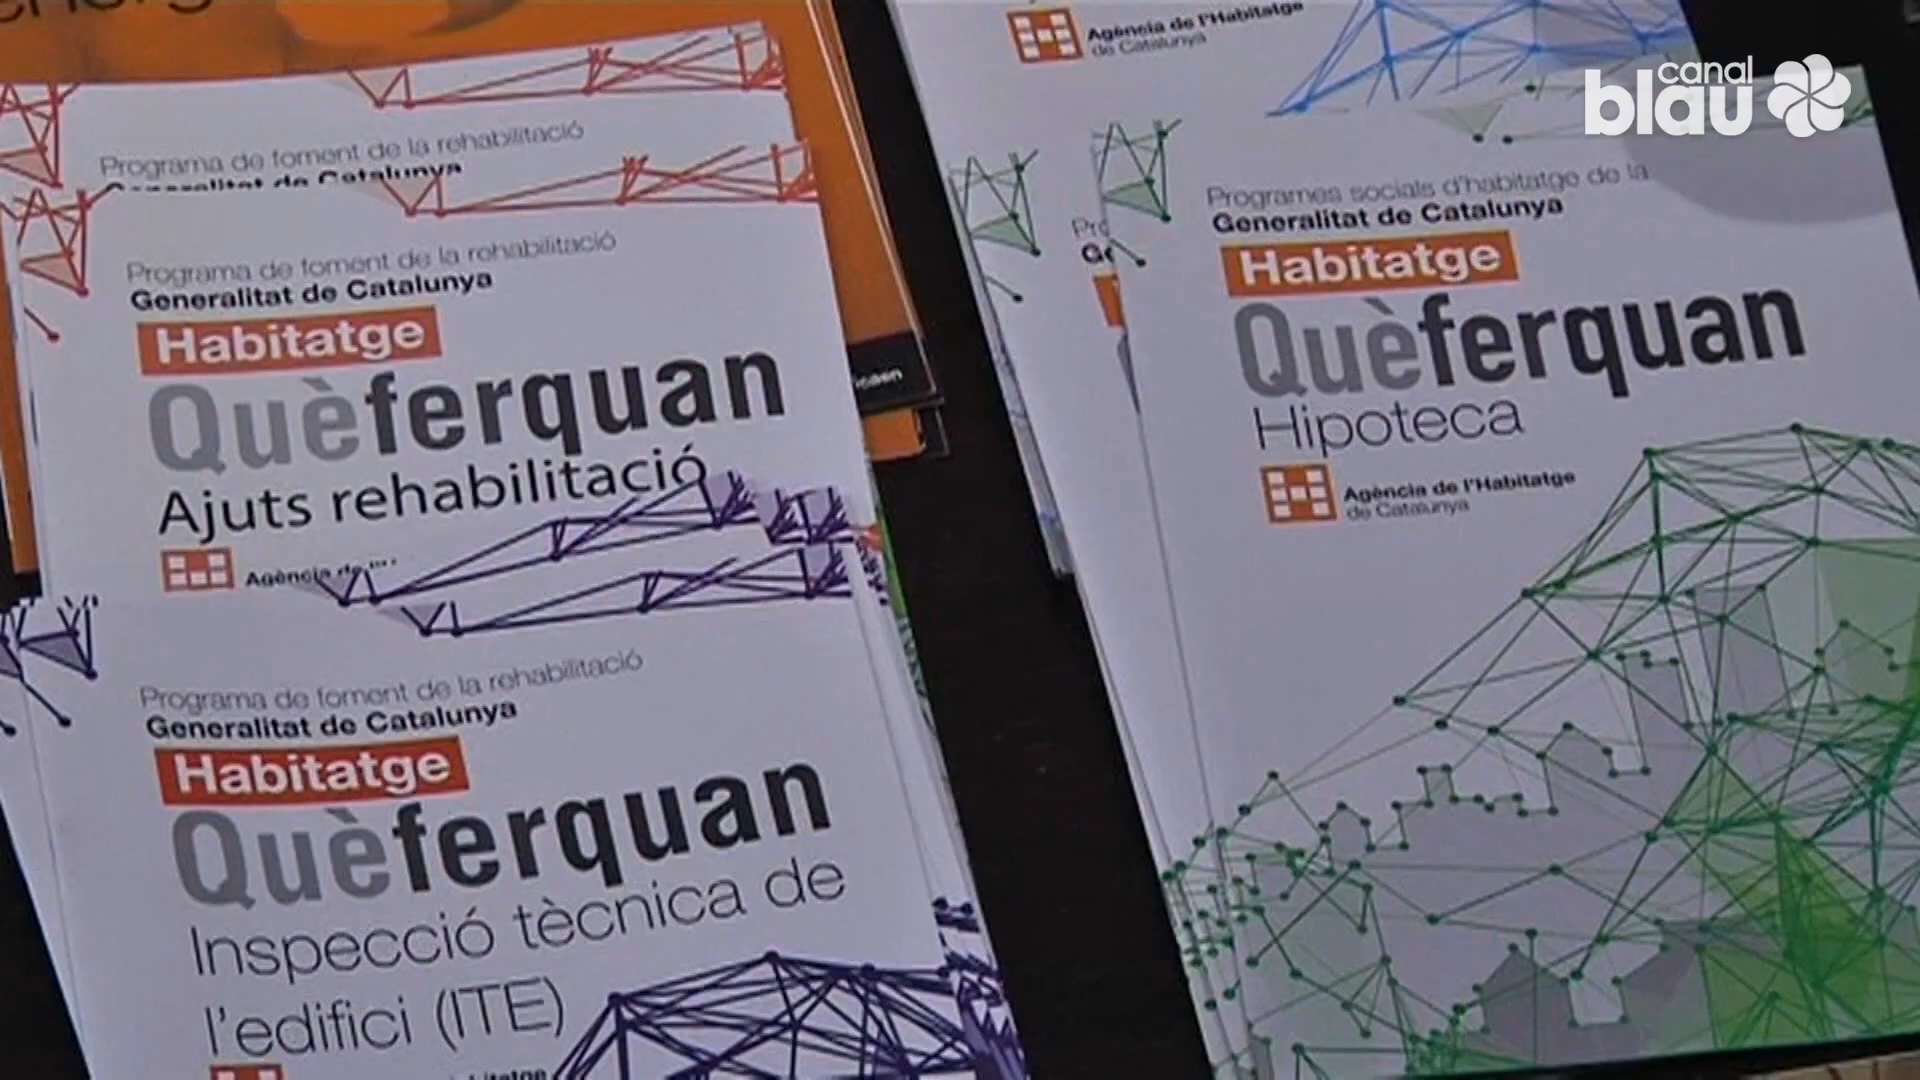 Programa de foment de la rehabilitació
Generalitat de Catalunya
Programa de foment de la rehabilitació
Generalitat de Catalunya
Habitatge
Quèferquan
Ajuts rehabilitació
Agència de
Programa de foment de la rehabilitació
Generalitat de Catalunya
Habitatge
Quèferquan
Inspecció tècnica de
l'edifici (ITE)
Agència de l'Habitatge
de Catalunya
canal
blau
Programes socials d'habitatge de la
Generalitat de Catalunya
Habitatge
Quèferquan
Hipoteca
Agència de l'Habitatge
de Catalunya